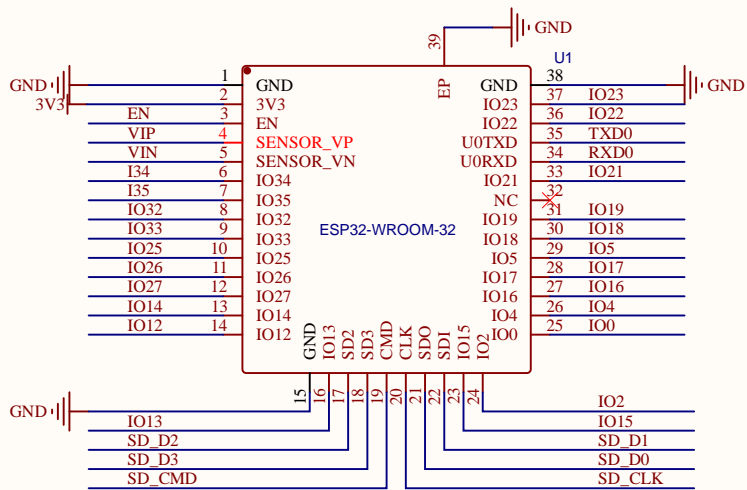 39 GND
U1
GND 1 GND EP GND 38 GND
3V3 2 3V3 IO23 37 IO23
EN 3 EN IO22 36 IO22
VIP 4 SENSOR_VP U0TXD 35 TXD0
VIN 5 SENSOR_VN U0RXD 34 RXD0
I34 6 IO34 IO21 33 IO21
I35 7 IO35 NC 32
IO32 8 IO32 IO19 31 IO19
IO33 9 IO33 IO18 30 IO18
IO25 10 IO25 IO5 29 IO5
IO26 11 IO26 IO17 28 IO17
IO27 12 IO27 IO16 27 IO16
IO14 13 IO14 IO4 26 IO4
IO12 14 IO12 IO0 25 IO0
ESP32-WROOM-32
GND IO13 SD2 SD3 CMD CLK SDO SDI IO15 IO2
15 16 17 18 19 20 21 22 23 24
GND IO2
IO13 IO15
SD_D2 SD_D1
SD_D3 SD_D0
SD_CMD SD_CLK